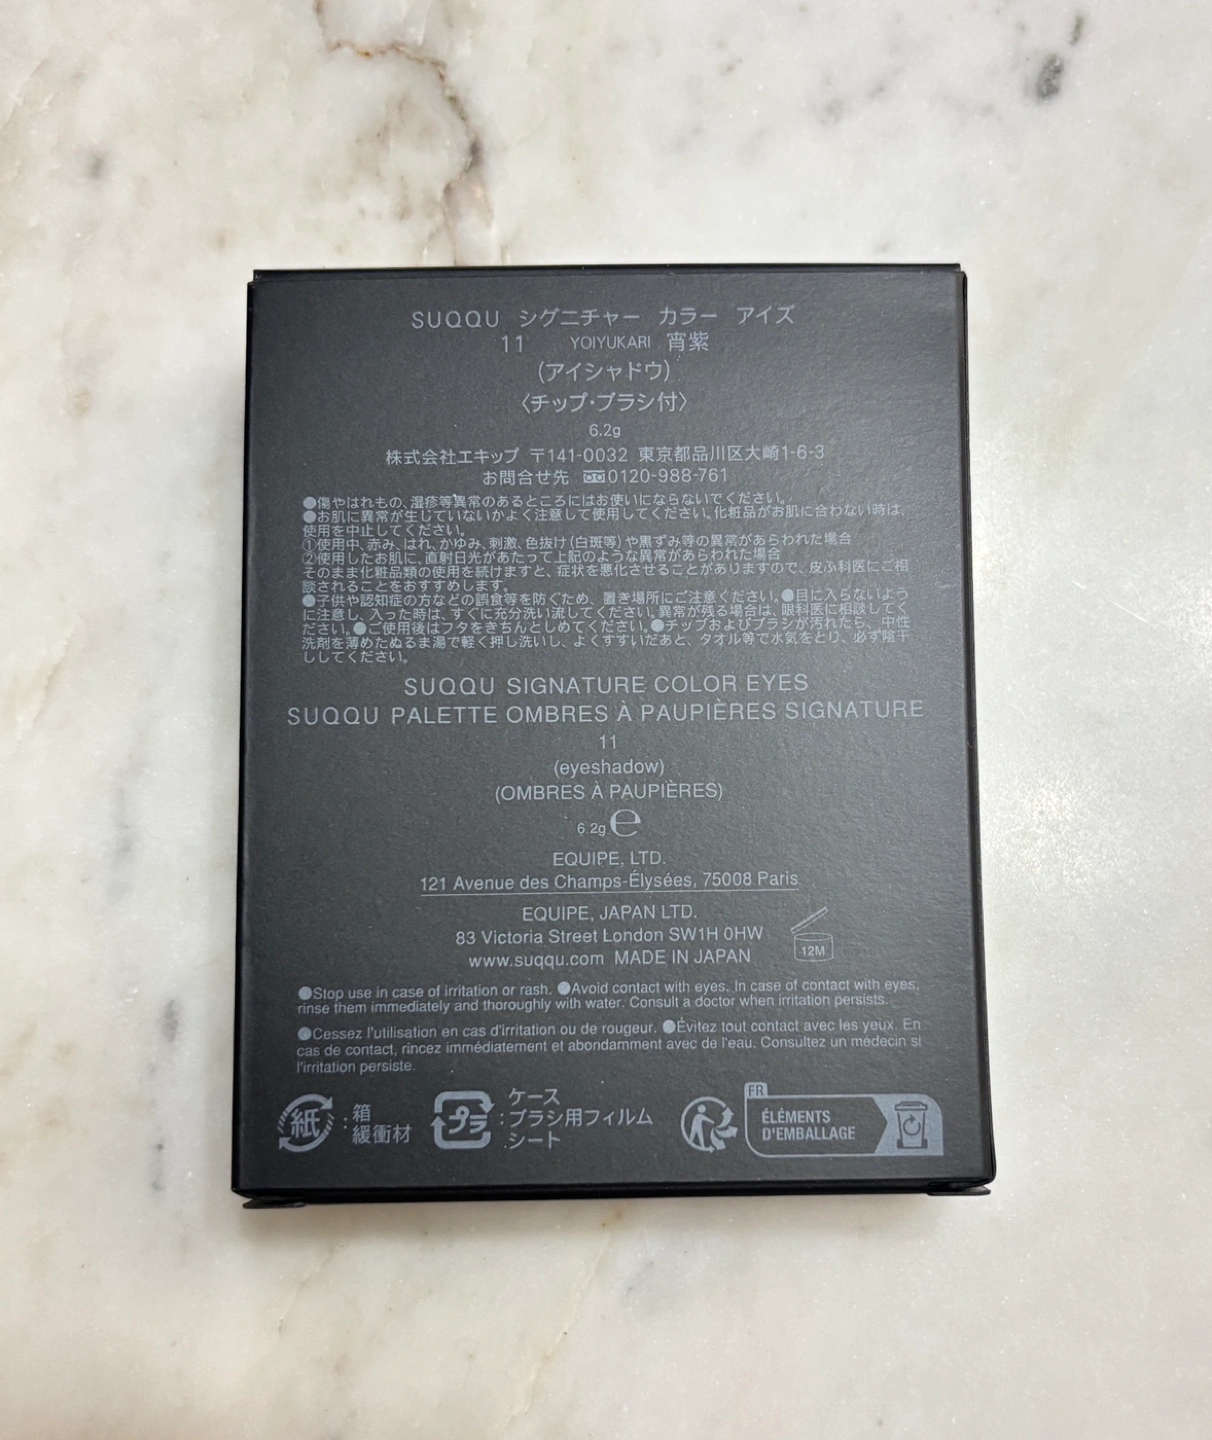 SUQQU シグニチャー カラー アイズ
11 YOIYUKARI 宵紫
(アイシャドウ)
〈チップ・ブラシ付〉
6.2g
株式会社エキップ 〒141-0032 東京都品川区大崎1-6-3
お問合せ先 0120-988-761
●傷やはれもの、湿疹等異常のあるところにはお使いにならないでください。
●お肌に異常が生じていないかよく注意して使用してください。化粧品がお肌に合わない時は、
使用を中止してください。
①使用中、赤み、はれ、かゆみ、刺激、色抜け(白斑等)や黒ずみ等の異常があらわれた場合
②使用したお肌に、直射日光があたって上記のような異常があらわれた場合
そのまま化粧品類の使用を続けますと、症状を悪化させることがありますので、皮ふ科医にご相
談されることをおすすめします。
●子供や認知症の方などの誤食等を防ぐため、置き場所にご注意ください。●目に入らないよう
に注意し、入った時は、すぐに充分洗い流してください。異常が残る場合は、眼科医に相談してく
ださい。●ご使用後はフタをきちんとしめてください。●チップおよびブラシが汚れたら、中性
洗剤を薄めたぬるま湯で軽く押し洗いし、よくすすいだあと、タオル等で水気をとり、必ず陰干
ししてください。
SUQQU SIGNATURE COLOR EYES
SUQQU PALETTE OMBRES À PAUPIÈRES SIGNATURE
11
(eyeshadow)
(OMBRES À PAUPIÈRES)
6.2g ℮
EQUIPE, LTD.
121 Avenue des Champs-Élysées, 75008 Paris
EQUIPE, JAPAN LTD.
83 Victoria Street London SW1H 0HW
www.suqqu.com MADE IN JAPAN
12M
●Stop use in case of irritation or rash. ●Avoid contact with eyes. In case of contact with eyes,
rinse them immediately and thoroughly with water. Consult a doctor when irritation persists.
●Cessez l'utilisation en cas d'irritation ou de rougeur. ●Évitez tout contact avec les yeux. En
cas de contact, rincez immédiatement et abondamment avec de l'eau. Consultez un médecin si
l'irritation persiste.
紙 : 箱
緩衝材
プラ : ケース
ブラシ用フィルム
シート
FR
ÉLÉMENTS
D'EMBALLAGE